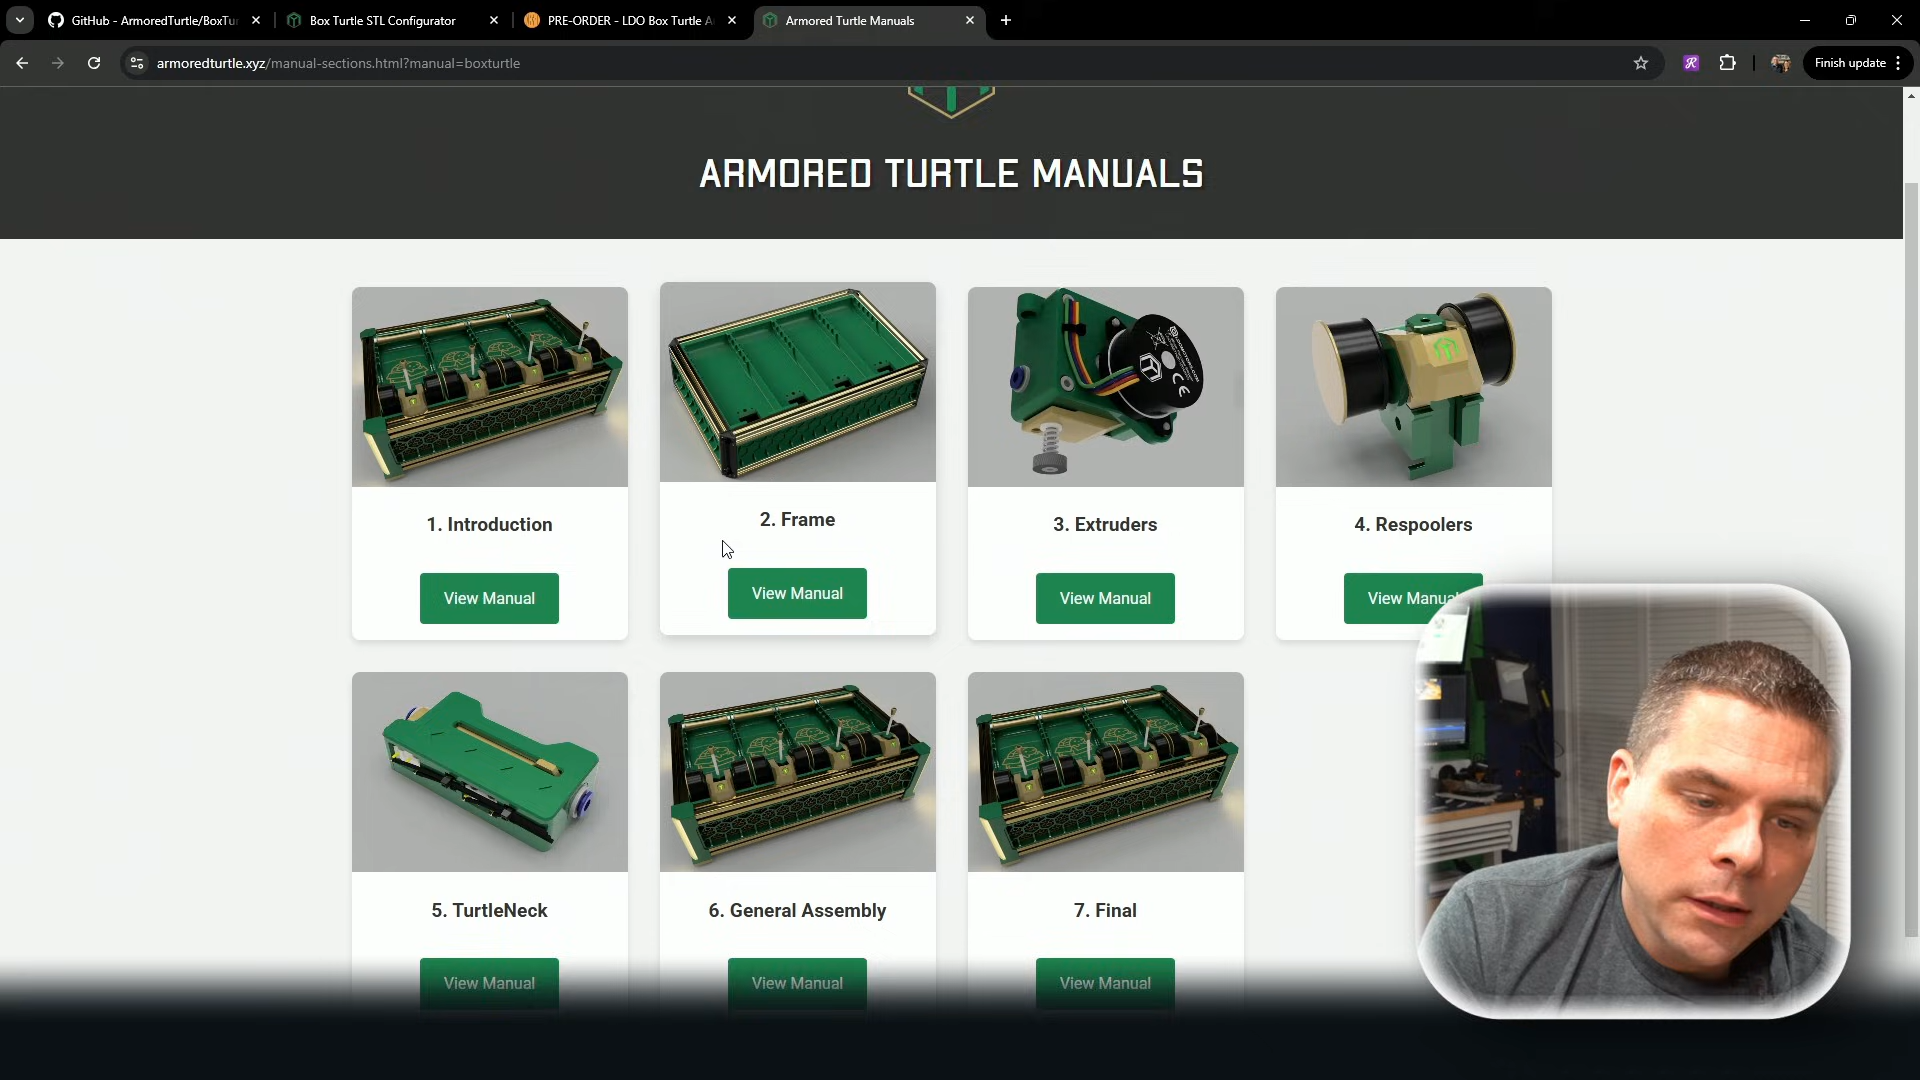 GitHub - ArmoredTurtle/BoxTu
Box Turtle STL Configurator
PRE-ORDER - LDO Box Turtle A
Armored Turtle Manuals
armoredturtle.xyz/manual-sections.html?manual=boxturtle
Finish update
ARMORED TURTLE MANUALS
1. Introduction
2. Frame
3. Extruders
4. Respoolers
View Manual
View Manual
View Manual
View Manual
5. TurtleNeck
6. General Assembly
7. Final
View Manual
View Manual
View Manual